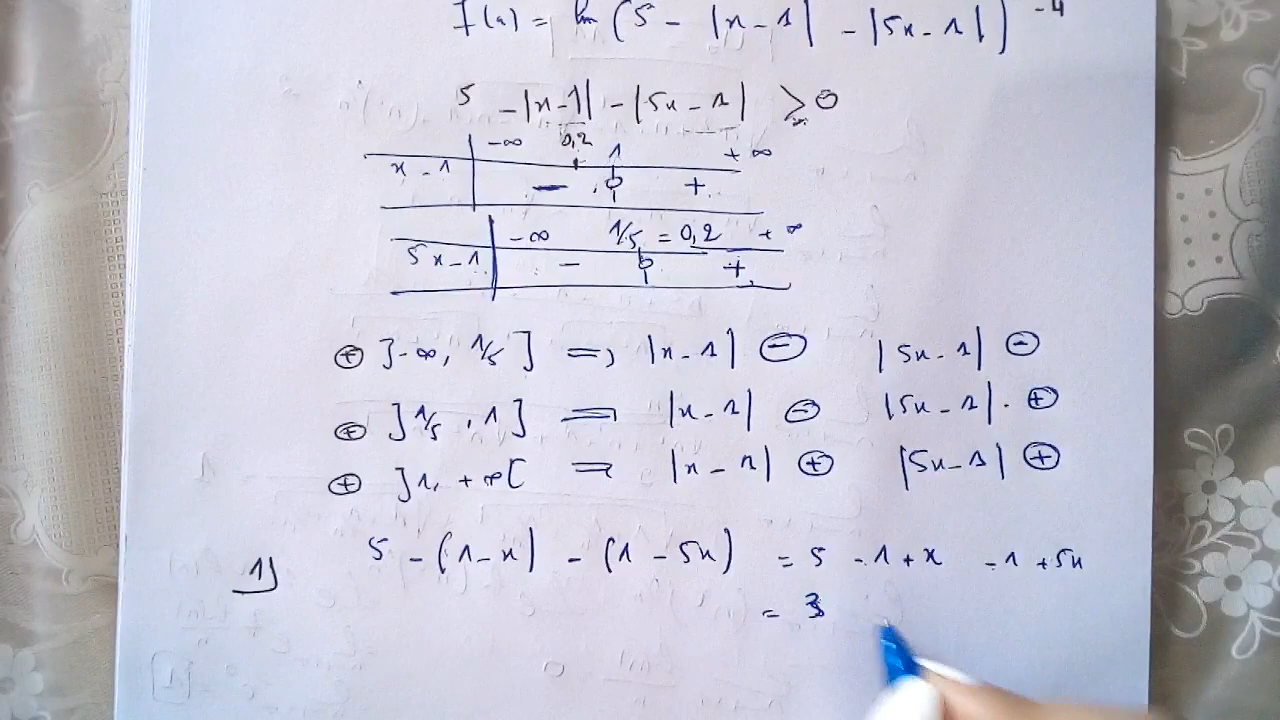 f(x) = ln (5 - |x-1| - |5x-1|) -4
5 - |x-1| - |5x-1| ⩾ 0
-∞ 0,2 1 +∞
x-1 - 0 +
-∞ 1/5 = 0,2 +∞
5x-1 - 0 +
⊕ ]-∞, 1/5] => |x-1| ⊖ |5x-1| ⊖
⊕ ]1/5, 1] => |x-1| ⊖ |5x-1| ⊕
⊕ ]1, +∞[ => |x-1| ⊕ |5x-1| ⊕
1) 5 - (1-x) - (1-5x) = 5 -1 +x -1 +5x
= 3